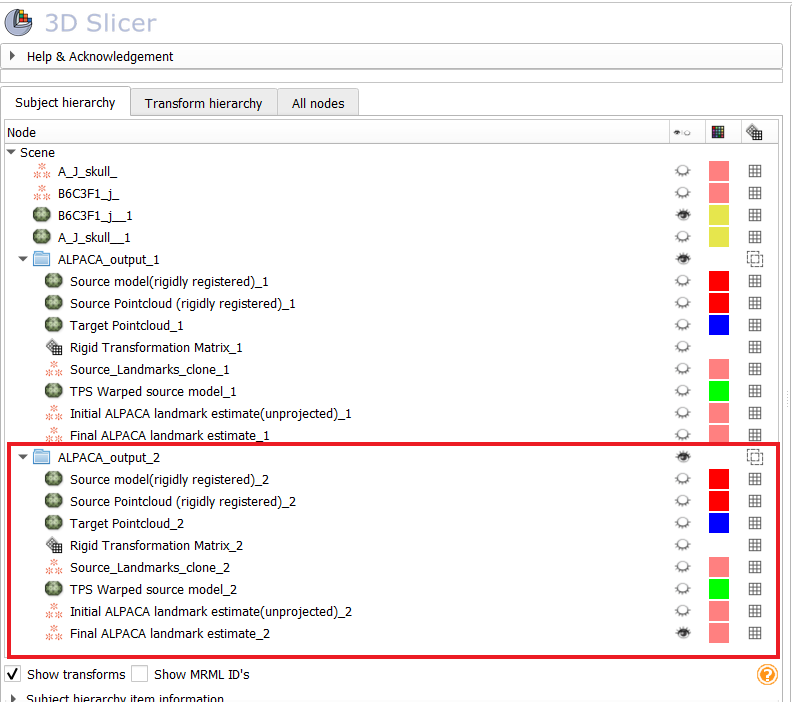 3D Slicer
Help & Acknowledgement
Subject hierarchy Transform hierarchy All nodes
Node
Scene
A_J_skull_
B6C3F1_j_
B6C3F1_j__1
A_J_skull__1
ALPACA_output_1
Source model(rigidly registered)_1
Source Pointcloud (rigidly registered)_1
Target Pointcloud_1
Rigid Transformation Matrix_1
Source_Landmarks_clone_1
TPS Warped source model_1
Initial ALPACA landmark estimate(unprojected)_1
Final ALPACA landmark estimate_1
ALPACA_output_2
Source model(rigidly registered)_2
Source Pointcloud (rigidly registered)_2
Target Pointcloud_2
Rigid Transformation Matrix_2
Source_Landmarks_clone_2
TPS Warped source model_2
Initial ALPACA landmark estimate(unprojected)_2
Final ALPACA landmark estimate_2
Show transforms Show MRML ID's ?
Subject hierarchy item information